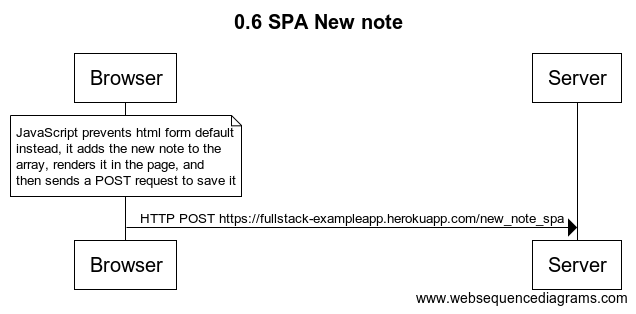 0.6 SPA New note
Browser
Server
JavaScript prevents html form default
instead, it adds the new note to the
array, renders it in the page, and
then sends a POST request to save it
HTTP POST https://fullstack-exampleapp.herokuapp.com/new_note_spa
Browser
Server
www.websequencediagrams.com